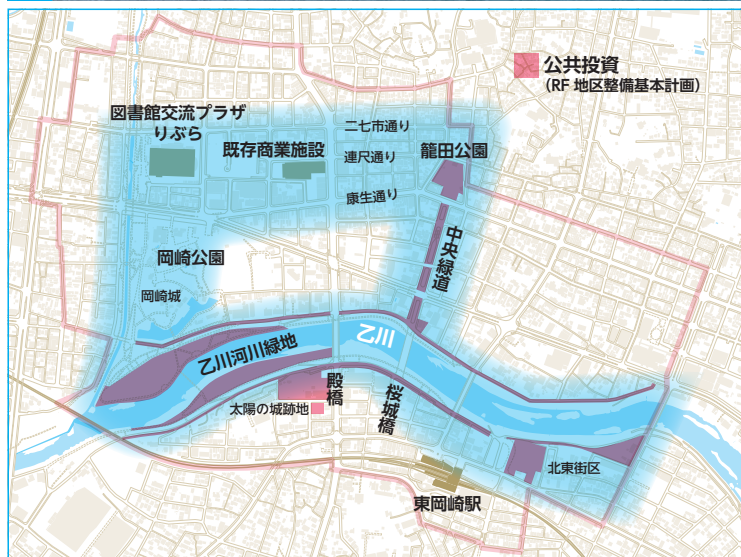 公共投資
(RF 地区整備基本計画)
図書館交流プラザ
りぶら
既存商業施設
二七市通り
連尺通り
康生通り
籠田公園
中央緑道
岡崎公園
岡崎城
乙川
乙川河川緑地
殿橋
太陽の城跡地
桜城橋
北東街区
東岡崎駅